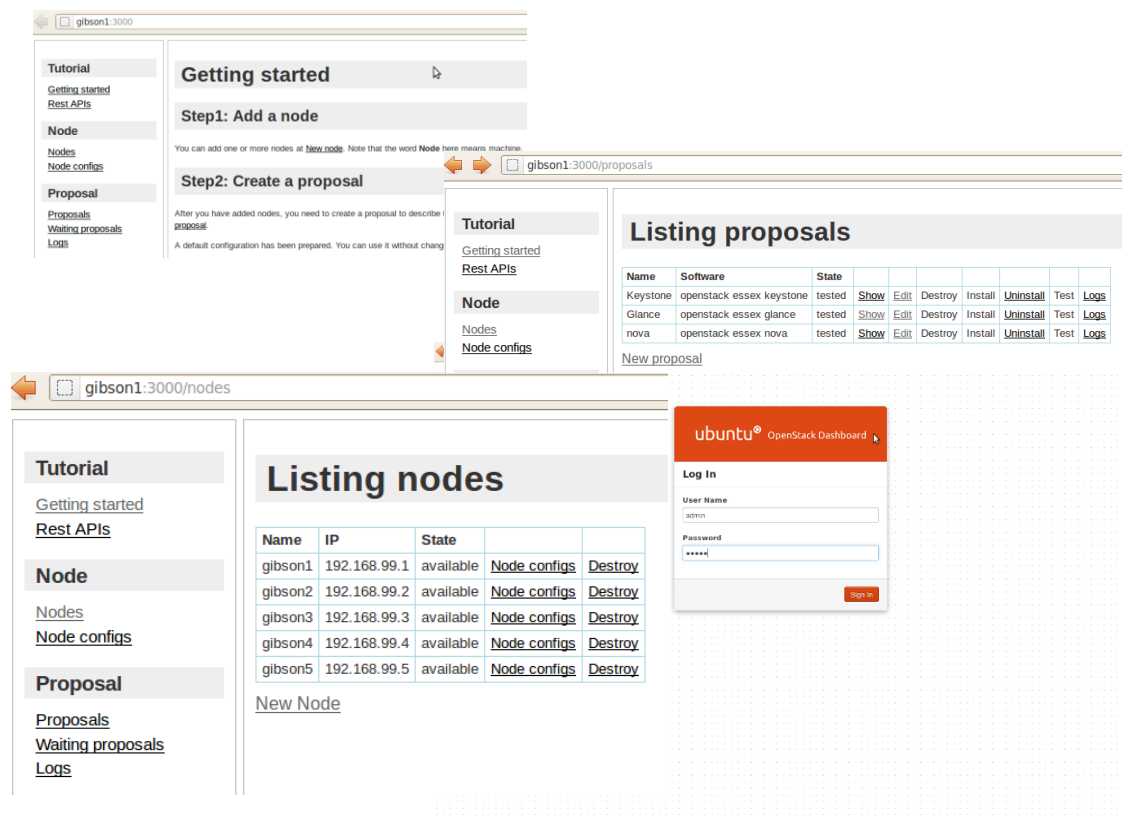 gibson1:3000
Tutorial
Getting started
Rest APIs
Node
Nodes
Node configs
Proposal
Proposals
Waiting proposals
Logs
Getting started
Step1: Add a node
You can add one or more nodes at New node. Note that the word Node here means machine.
Step2: Create a proposal
After you have added nodes, you need to create a proposal to describe
proposal.
A default configuration has been prepared. You can use it without chang
gibson1:3000/proposals
Tutorial
Getting started
Rest APIs
Node
Nodes
Node configs
Listing proposals
Name Software State
Keystone openstack essex keystone tested Show Edit Destroy Install Uninstall Test Logs
Glance openstack essex glance tested Show Edit Destroy Install Uninstall Test Logs
nova openstack essex nova tested Show Edit Destroy Install Uninstall Test Logs
New proposal
gibson1:3000/nodes
Tutorial
Getting started
Rest APIs
Node
Nodes
Node configs
Proposal
Proposals
Waiting proposals
Logs
Listing nodes
Name IP State
gibson1 192.168.99.1 available Node configs Destroy
gibson2 192.168.99.2 available Node configs Destroy
gibson3 192.168.99.3 available Node configs Destroy
gibson4 192.168.99.4 available Node configs Destroy
gibson5 192.168.99.5 available Node configs Destroy
New Node
ubuntu OpenStack Dashboard
Log In
User Name
admin
Password
•••••
Sign In